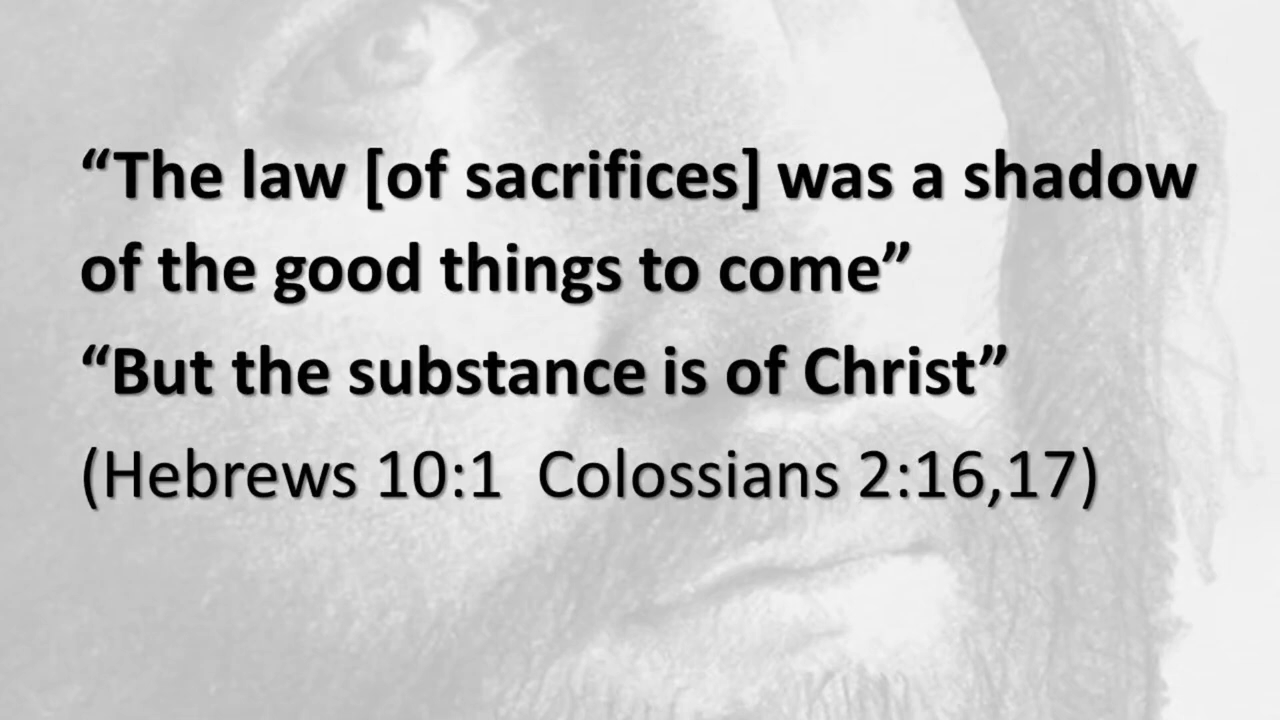 “The law [of sacrifices] was a shadow
of the good things to come”
“But the substance is of Christ”
(Hebrews 10:1  Colossians 2:16,17)